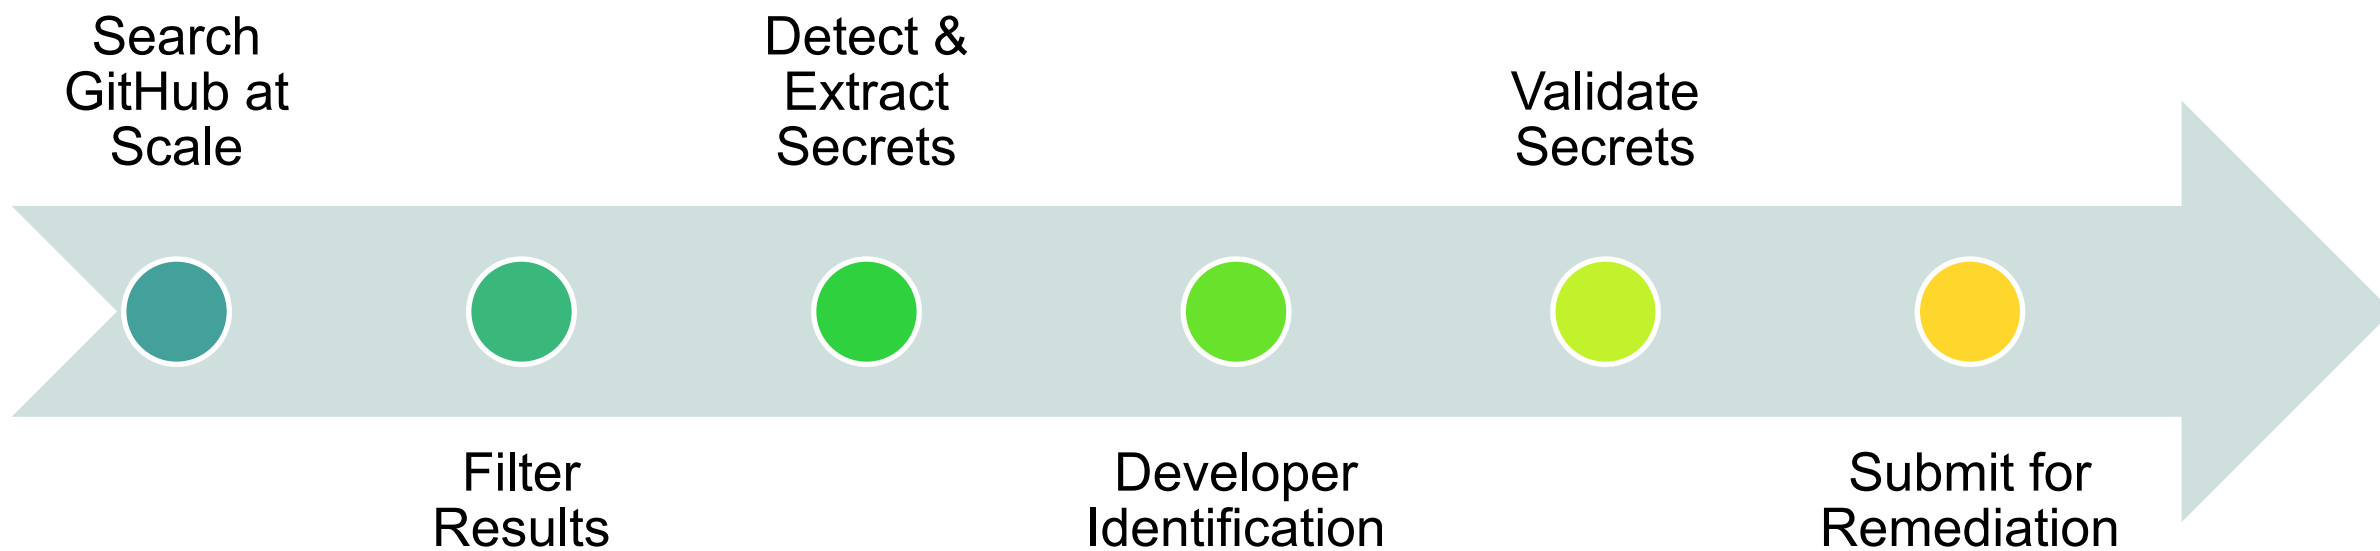 Search
GitHub at
Scale
Filter
Results
Detect &
Extract
Secrets
Developer
Identification
Validate
Secrets
Submit for
Remediation